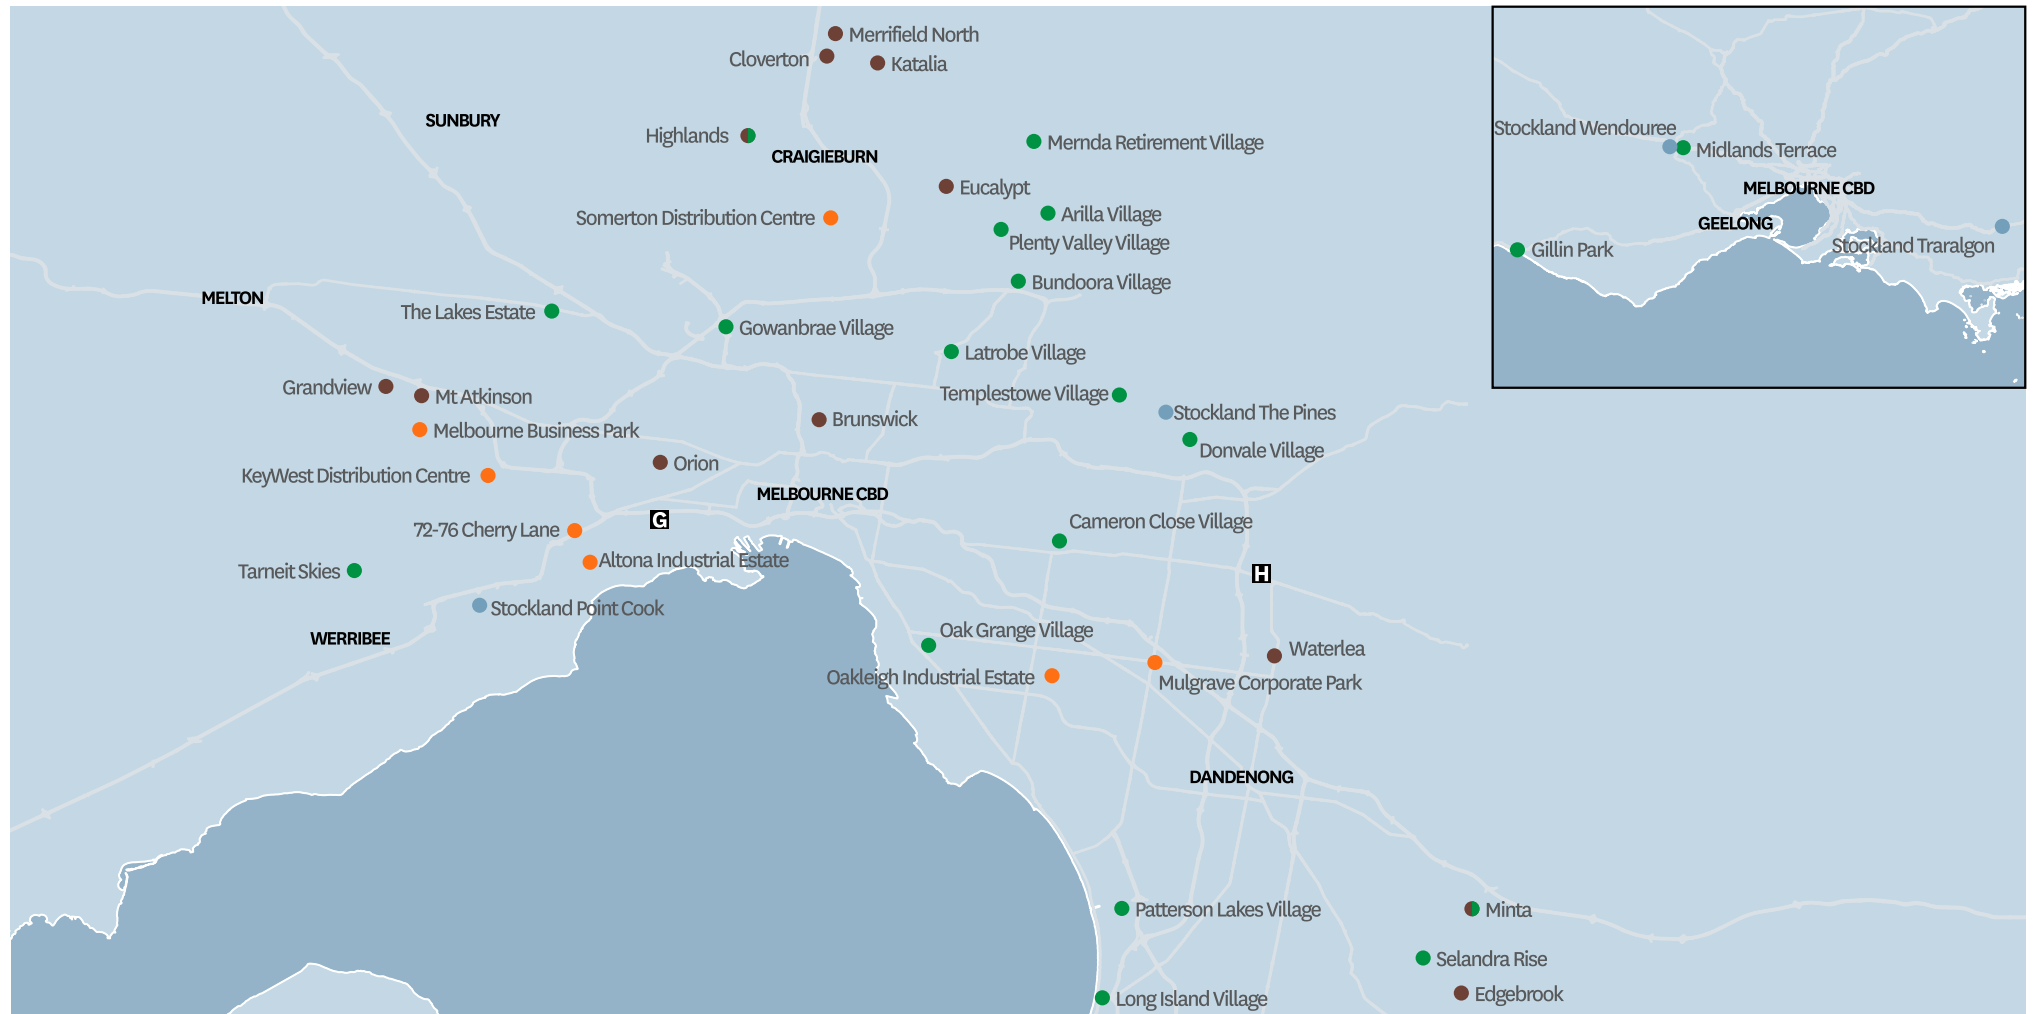 Merrifield North
Cloverton
Katalia
SUNBURY
Highlands
CRAIGIEBURN
Mernda Retirement Village
Eucalypt
Somerton Distribution Centre
Arilla Village
Plenty Valley Village
Bundoora Village
MELTON
The Lakes Estate
Gowanbrae Village
Latrobe Village
Grandview
Mt Atkinson
Templestowe Village
Stockland The Pines
Brunswick
Melbourne Business Park
Donvale Village
Orion
KeyWest Distribution Centre
MELBOURNE CBD
G
Cameron Close Village
72-76 Cherry Lane
Altona Industrial Estate
H
Tarneit Skies
Stockland Point Cook
WERRIBEE
Oak Grange Village
Waterlea
Oakleigh Industrial Estate
Mulgrave Corporate Park
DANDENONG
Patterson Lakes Village
Minta
Selandra Rise
Edgebrook
Long Island Village
Stockland Wendouree
Midlands Terrace
MELBOURNE CBD
GEELONG
Stockland Traralgon
Gillin Park